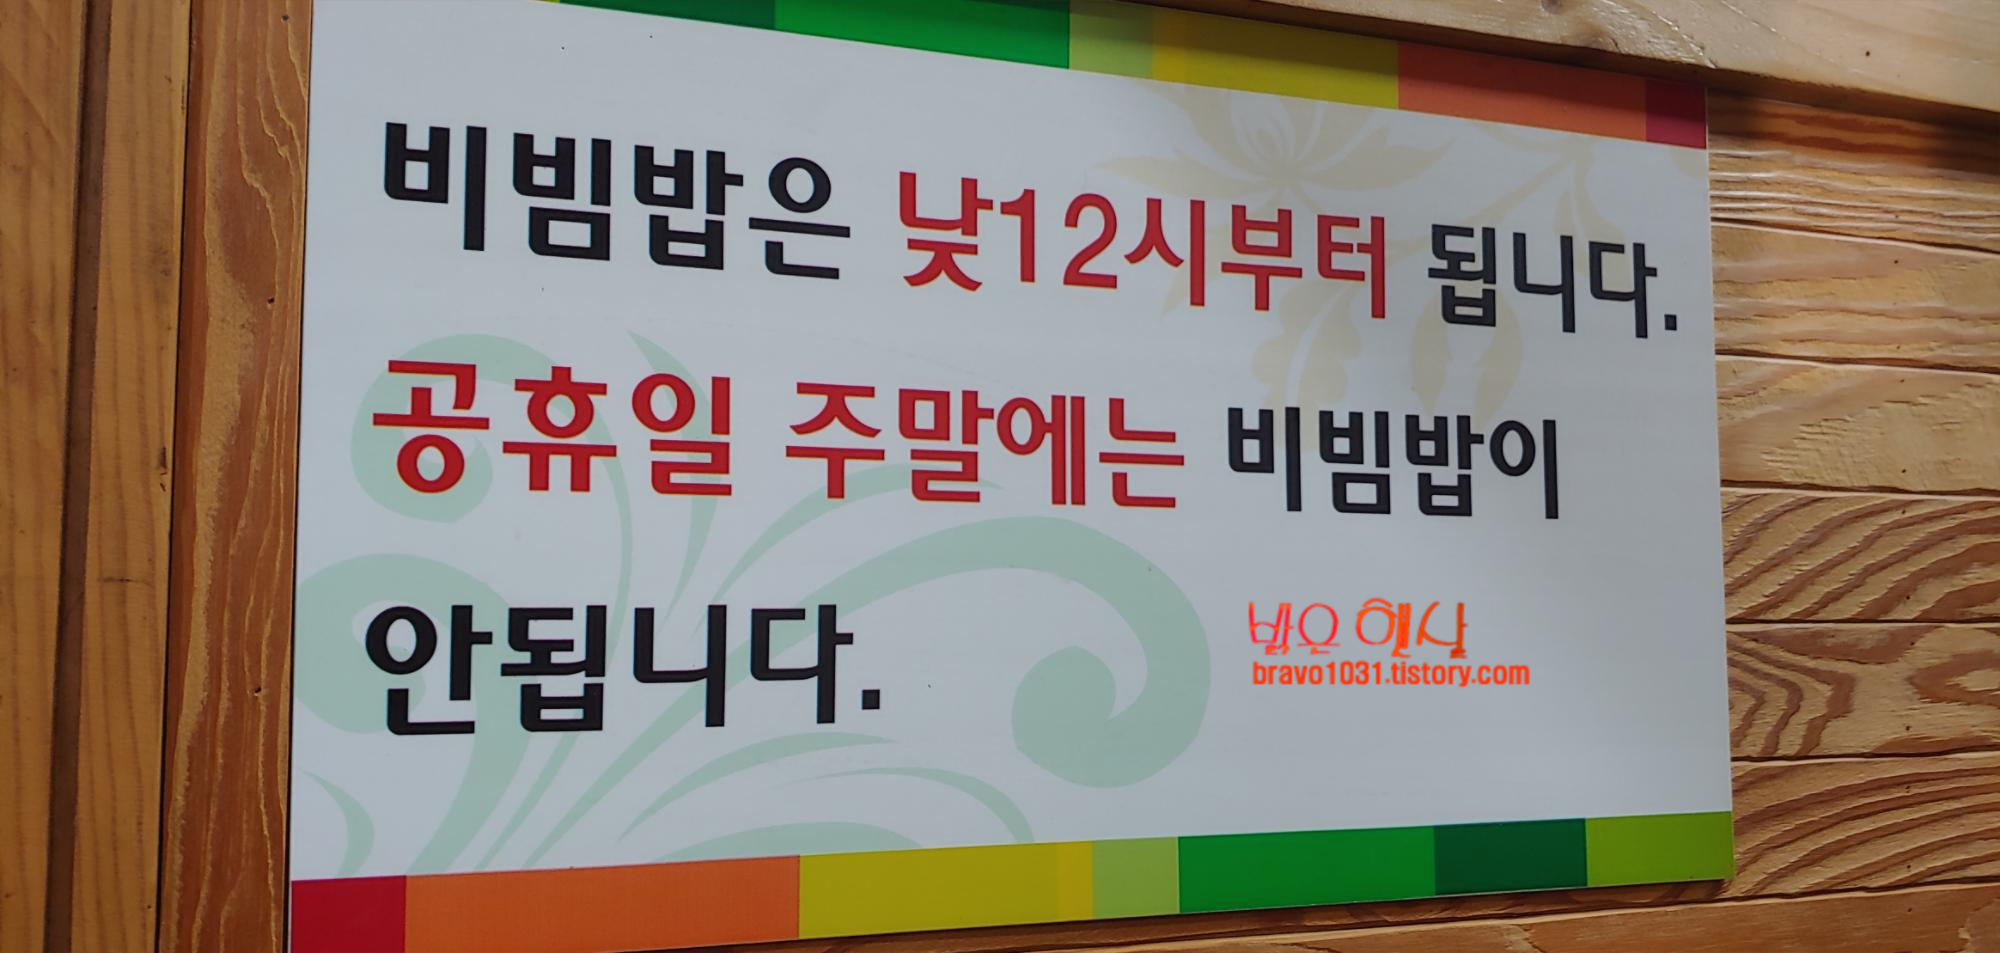 비빔밥은 낮12시부터 됩니다.
공휴일 주말에는 비빔밥이
안됩니다.
밝은 햇살
bravo1031.tistory.com